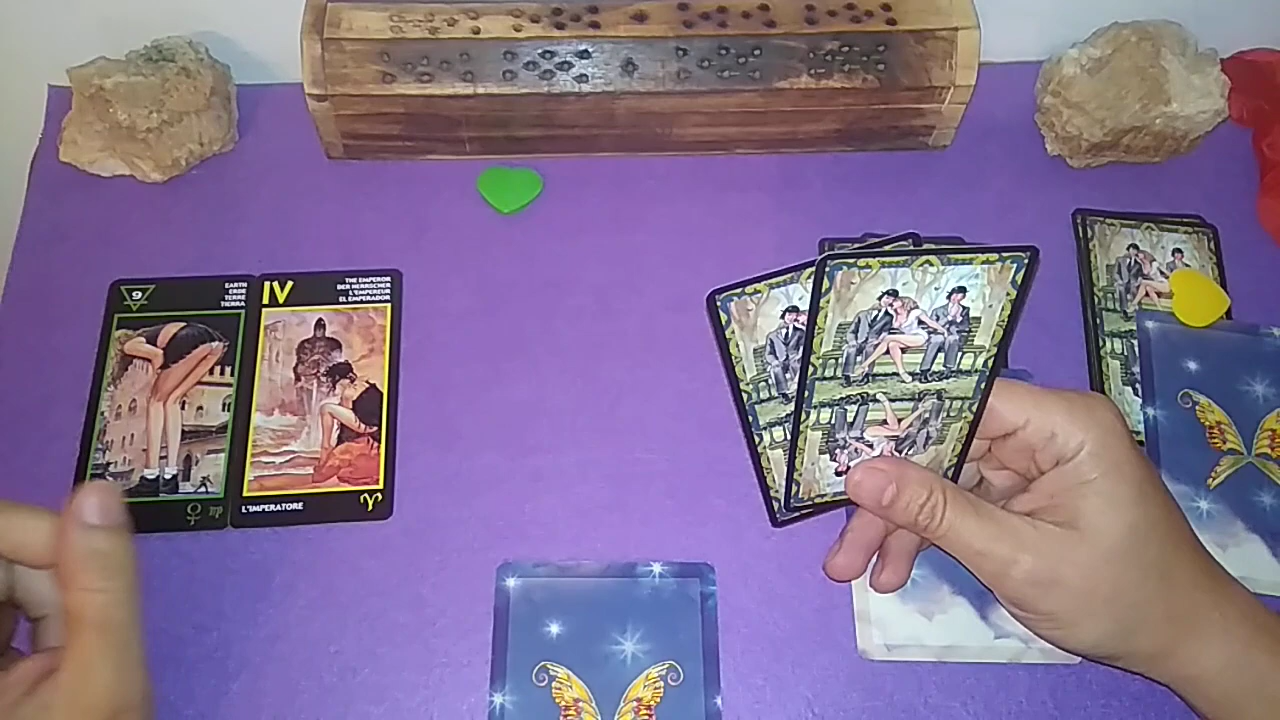 9
EARTH
ERDE
TERRE
TIERRA
IV
THE EMPEROR
DER HERRSCHER
L'EMPEREUR
EL EMPERADOR
L'IMPERATORE